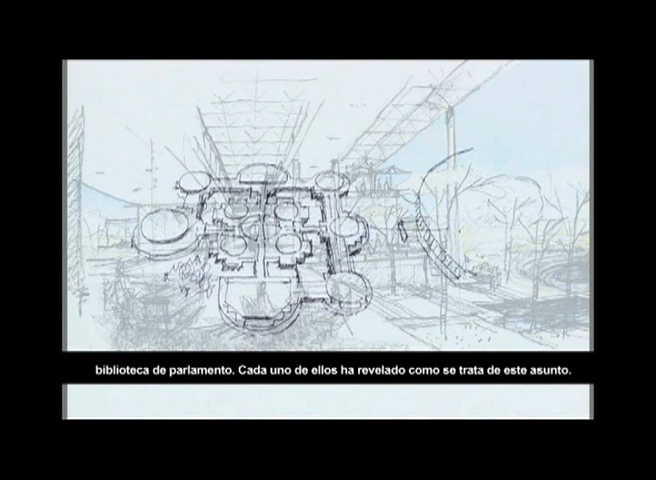 biblioteca de parlamento. Cada uno de ellos ha revelado como se trata de este asunto.